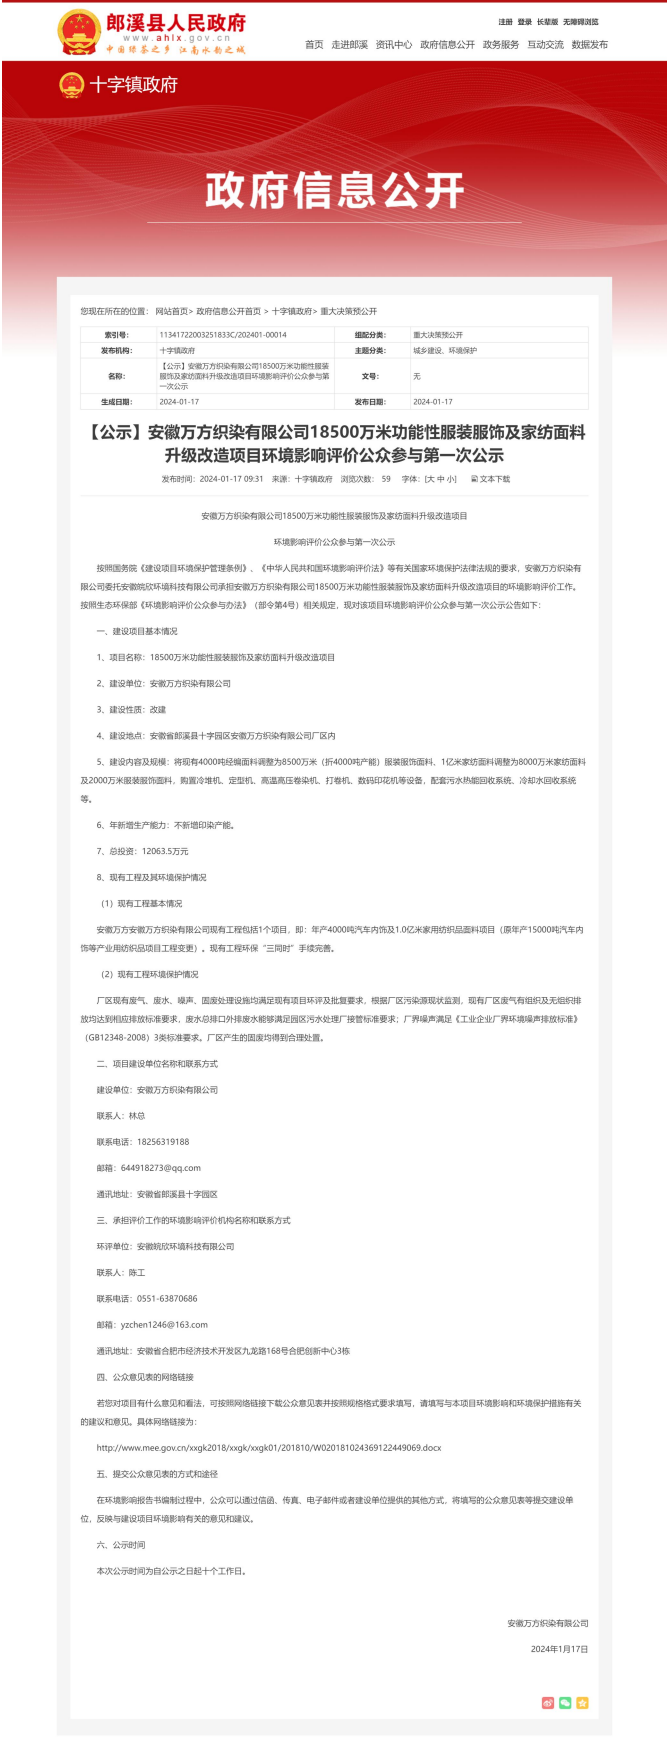 郎溪县人民政府
www.ahlx.gov.cn
中国绿茶之乡 江南水韵之城
注册 登录 长辈版 无障碍浏览
首页 走进郎溪 资讯中心 政府信息公开 政务服务 互动交流 数据发布
十字镇政府
政府信息公开
您现在所在的位置： 网站首页> 政府信息公开首页 > 十字镇政府> 重大决策预公开
索引号： 11341722003251833C/202401-00014 组配分类： 重大决策预公开
发布机构： 十字镇政府 主题分类： 城乡建设、环境保护
名称： 【公示】安徽万方织染有限公司18500万米功能性服装
服饰及家纺面料升级改造项目环境影响评价公众参与第
一次公示
文号： 无
生成日期： 2024-01-17 发布日期： 2024-01-17
【公示】安徽万方织染有限公司18500万米功能性服装服饰及家纺面料
升级改造项目环境影响评价公众参与第一次公示
发布时间：2024-01-17 09:31 来源：十字镇政府 浏览次数： 59 字体：[大 中 小] 文本下载
安徽万方织染有限公司18500万米功能性服装服饰及家纺面料升级改造项目
环境影响评价公众参与第一次公示
按照国务院《建设项目环境保护管理条例》、《中华人民共和国环境影响评价法》等有关国家环境保护法律法规的要求，安徽万方织染有
限公司委托安徽皖欣环境科技有限公司承担安徽万方织染有限公司18500万米功能性服装服饰及家纺面料升级改造项目的环境影响评价工作。
按照生态环保部《环境影响评价公众参与办法》（部令第4号）相关规定，现对该项目环境影响评价公众参与第一次公示公告如下：
一、建设项目基本情况
1、项目名称：18500万米功能性服装服饰及家纺面料升级改造项目
2、建设单位：安徽万方织染有限公司
3、建设性质：改建
4、建设地点：安徽省郎溪县十字园区安徽万方织染有限公司厂区内
5、建设内容及规模：将现有4000吨经编面料调整为8500万米（折4000吨产能）服装服饰面料、1亿米家纺面料调整为8000万米家纺面料
及2000万米服装服饰面料，购置冷堆机、定型机、高温高压卷染机、打卷机、数码印花机等设备，配套污水热能回收系统、冷却水回收系统
等。
6、年新增生产能力：不新增印染产能。
7、总投资：12063.5万元
8、现有工程及其环境保护情况
（1）现有工程基本情况
安徽万方安徽万方织染有限公司现有工程包括1个项目，即：年产4000吨汽车内饰及1.0亿米家用纺织品面料项目（原年产15000吨汽车内
饰等产业用纺织品项目工程变更）。现有工程环保“三同时”手续完善。
（2）现有工程环境保护情况
厂区现有废气、废水、噪声、固废处理设施均满足现有项目环评及批复要求，根据厂区污染源现状监测，现有厂区废气有组织及无组织排
放均达到相应排放标准要求，废水总排口外排废水能够满足园区污水处理厂接管标准要求；厂界噪声满足《工业企业厂界环境噪声排放标准》
（GB12348-2008）3类标准要求。厂区产生的固废均得到合理处置。
二、项目建设单位名称和联系方式
建设单位：安徽万方织染有限公司
联系人：林总
联系电话：18256319188
邮箱：644918273@qq.com
通讯地址：安徽省郎溪县十字园区
三、承担评价工作的环境影响评价机构名称和联系方式
环评单位：安徽皖欣环境科技有限公司
联系人：陈工
联系电话：0551-63870686
邮箱：yzchen1246@163.com
通讯地址：安徽省合肥市经济技术开发区九龙路168号合肥创新中心3栋
四、公众意见表的网络链接
若您对项目有什么意见和看法，可按照网络链接下载公众意见表并按照规格格式要求填写，请填写与本项目环境影响和环境保护措施有关
的建议和意见。具体网络链接为：
http://www.mee.gov.cn/xxgk2018/xxgk/xxgk01/201810/W020181024369122449069.docx
五、提交公众意见表的方式和途径
在环境影响报告书编制过程中，公众可以通过信函、传真、电子邮件或者建设单位提供的其他方式，将填写的公众意见表等提交建设单
位，反映与建设项目环境影响有关的意见和建议。
六、公示时间
本次公示时间为自公示之日起十个工作日。
安徽万方织染有限公司
2024年1月17日